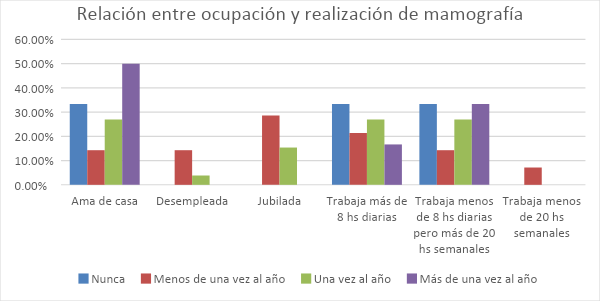 Relación entre ocupación y realización de mamografía
60.00%
50.00%
40.00%
30.00%
20.00%
10.00%
0.00%
Ama de casa
Desempleada
Jubilada
Trabaja más de
8 hs diarias
Trabaja menos
de 8 hs diarias
pero más de 20
hs semanales
Trabaja menos
de 20 hs
semanales
Nunca
Menos de una vez al año
Una vez al año
Más de una vez al año